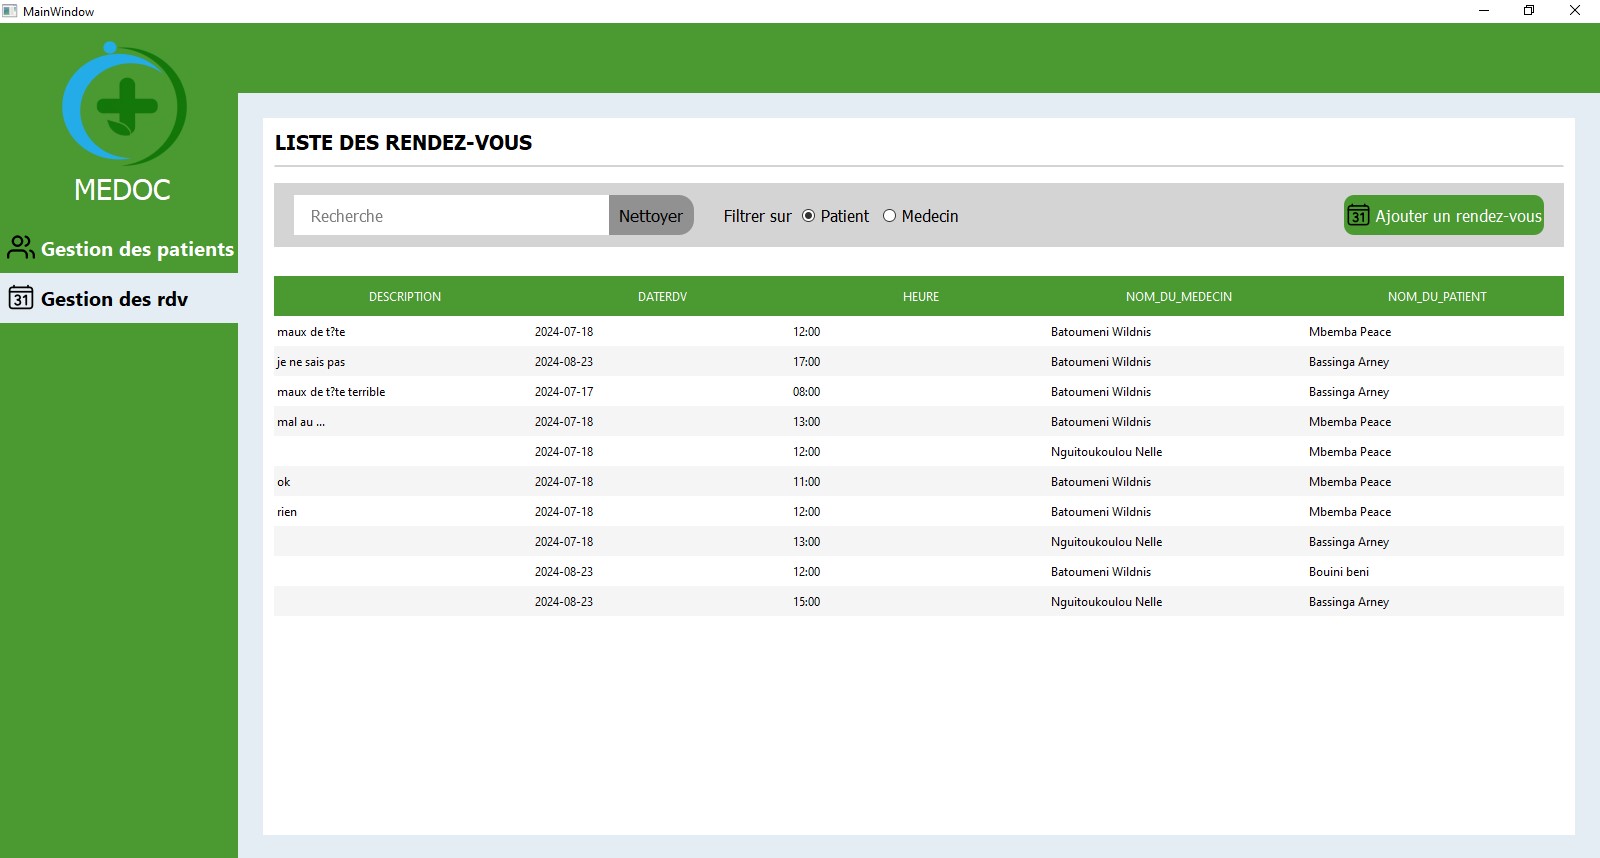 MainWindow
MEDOC
Gestion des patients
31 Gestion des rdv
LISTE DES RENDEZ-VOUS
Recherche Nettoyer Filtrer sur Patient Medecin 31 Ajouter un rendez-vous
DESCRIPTION DATERDV HEURE NOM_DU_MEDECIN NOM_DU_PATIENT
maux de t?te 2024-07-18 12:00 Batoumeni Wildnis Mbemba Peace
je ne sais pas 2024-08-23 17:00 Batoumeni Wildnis Bassinga Arney
maux de t?te terrible 2024-07-17 08:00 Batoumeni Wildnis Bassinga Arney
mal au ... 2024-07-18 13:00 Batoumeni Wildnis Mbemba Peace
2024-07-18 12:00 Nguitoukoulou Nelle Mbemba Peace
ok 2024-07-18 11:00 Batoumeni Wildnis Mbemba Peace
rien 2024-07-18 12:00 Batoumeni Wildnis Mbemba Peace
2024-07-18 13:00 Nguitoukoulou Nelle Bassinga Arney
2024-08-23 12:00 Batoumeni Wildnis Bouini beni
2024-08-23 15:00 Nguitoukoulou Nelle Bassinga Arney